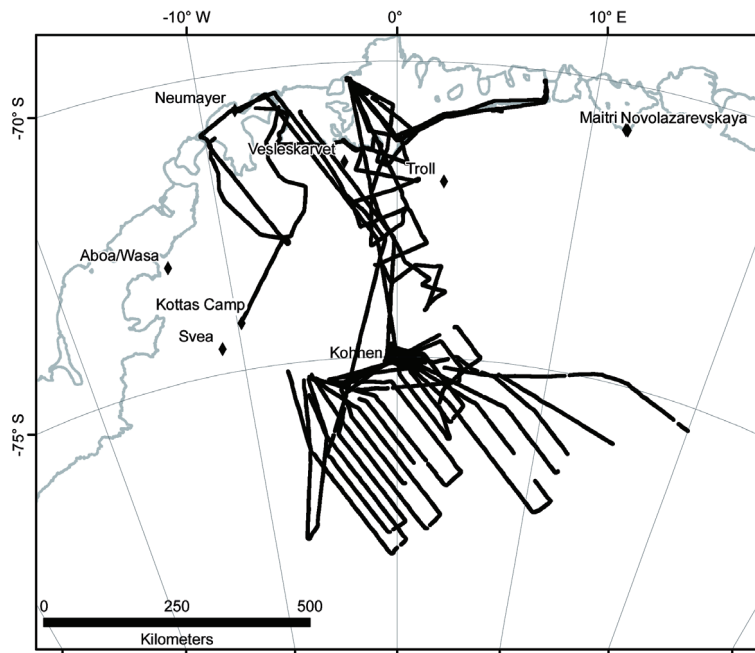 -10° W
0°
10° E
-70° S
Neumayer
Maitri Novolazarevskaya
Vesleskarvet
Troll
Aboa/Wasa
Kottas Camp
Svea
Kohnen
-75° S
0
250
500
Kilometers